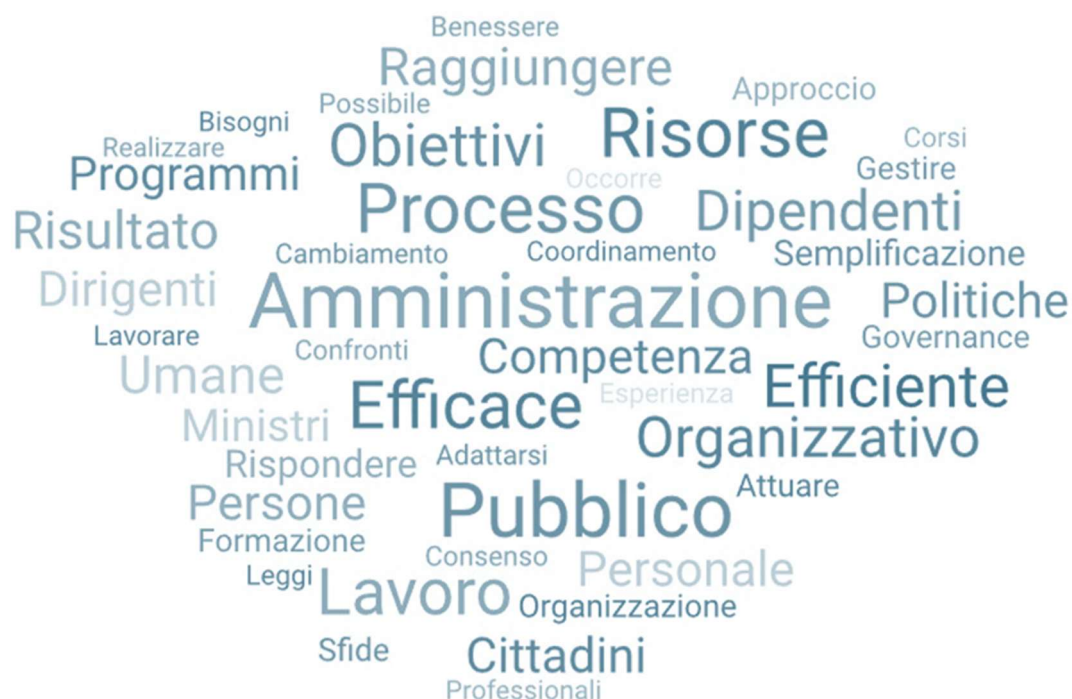 Benessere
Raggiungere
Approccio
Possibile
Bisogni
Risorse
Corsi
Realizzare
Obiettivi
Gestire
Programmi
Occorre
Processo
Dipendenti
Risultato
Cambiamento
Coordinamento
Semplificazione
Dirigenti
Amministrazione
Politiche
Lavorare
Governance
Confronti
Competenza
Umane
Efficiente
Esperienza
Efficace
Ministri
Organizzativo
Rispondere
Adattarsi
Attuare
Persone
Pubblico
Formazione
Consenso
Personale
Leggi
Lavoro
Organizzazione
Sfide
Cittadini
Professionali